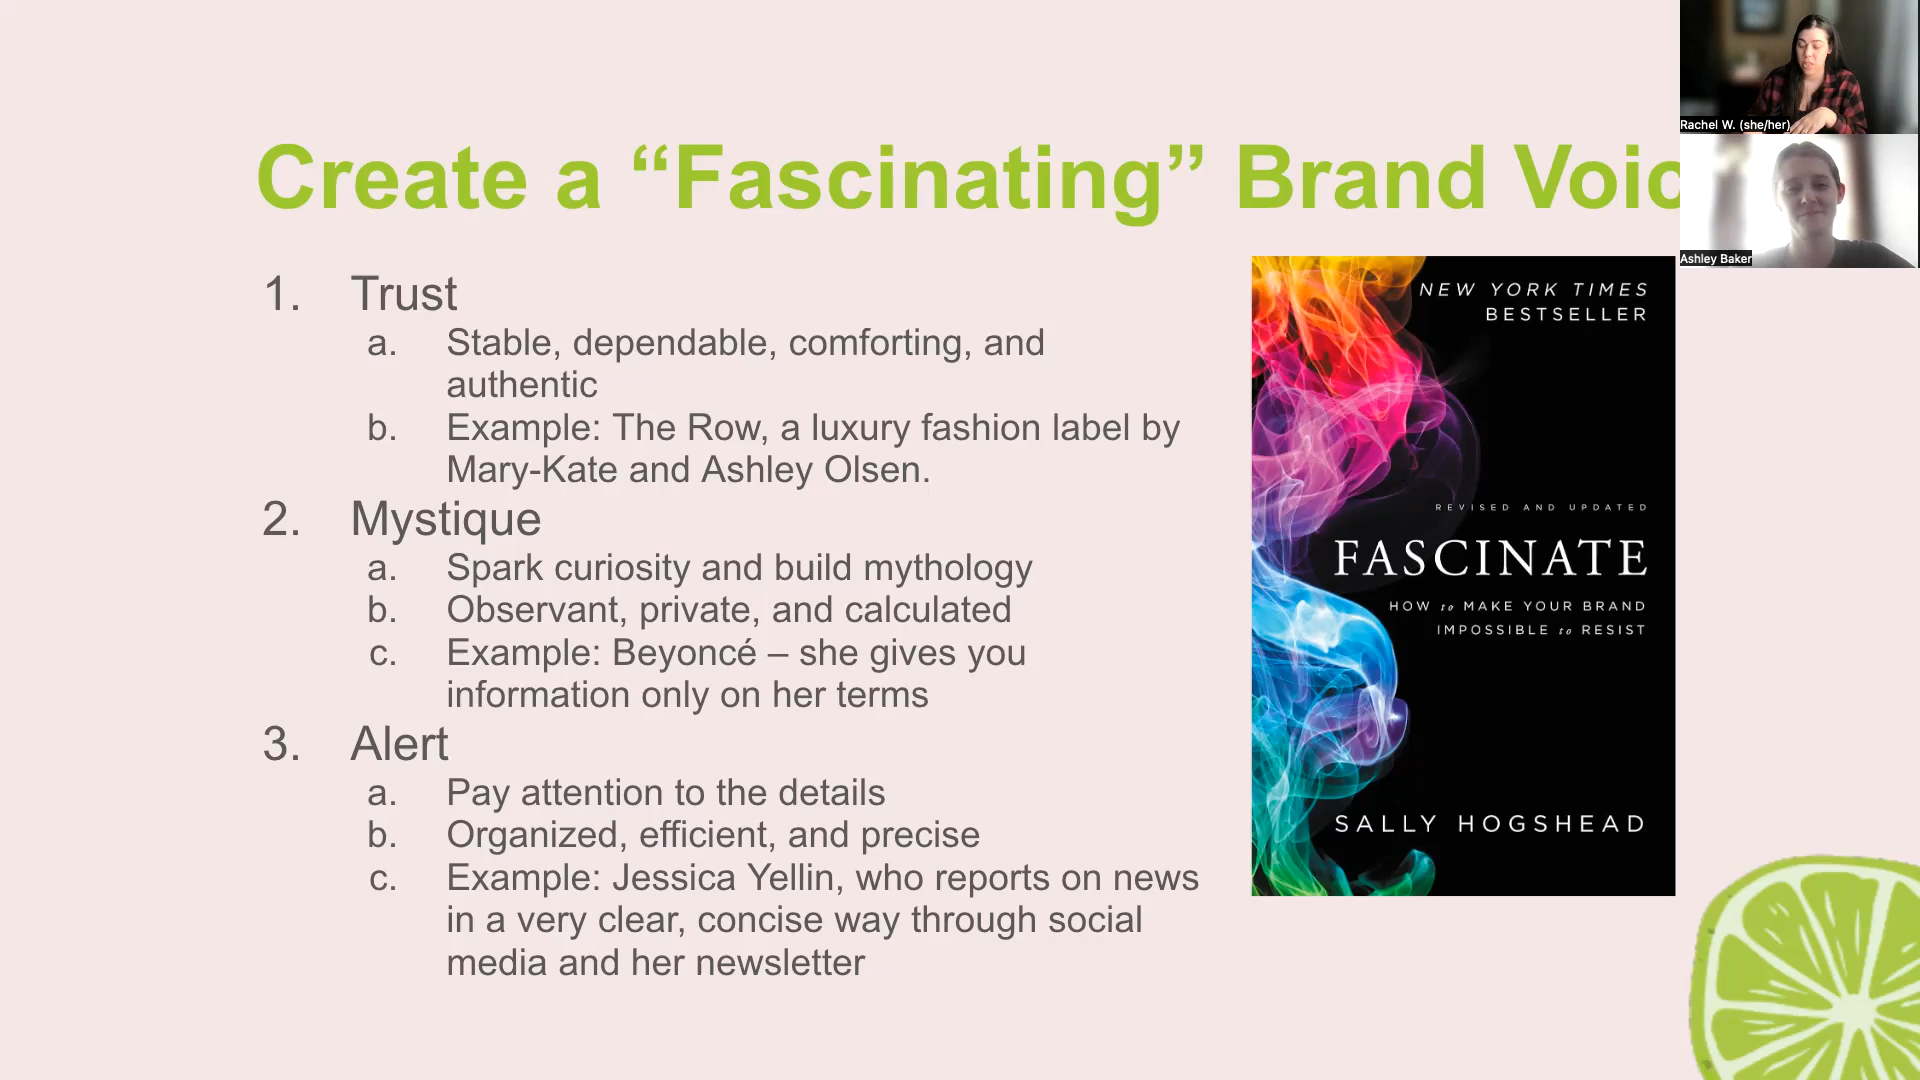 Create a “Fascinating” Brand Voic
1. Trust
a. Stable, dependable, comforting, and
authentic
b. Example: The Row, a luxury fashion label by
Mary-Kate and Ashley Olsen.
2. Mystique
a. Spark curiosity and build mythology
b. Observant, private, and calculated
c. Example: Beyoncé – she gives you
information only on her terms
3. Alert
a. Pay attention to the details
b. Organized, efficient, and precise
c. Example: Jessica Yellin, who reports on news
in a very clear, concise way through social
media and her newsletter
NEW YORK TIMES
BESTSELLER
REVISED AND UPDATED
FASCINATE
HOW to MAKE YOUR BRAND
IMPOSSIBLE to RESIST
SALLY HOGSHEAD
Rachel W. (she/her)
Ashley Baker